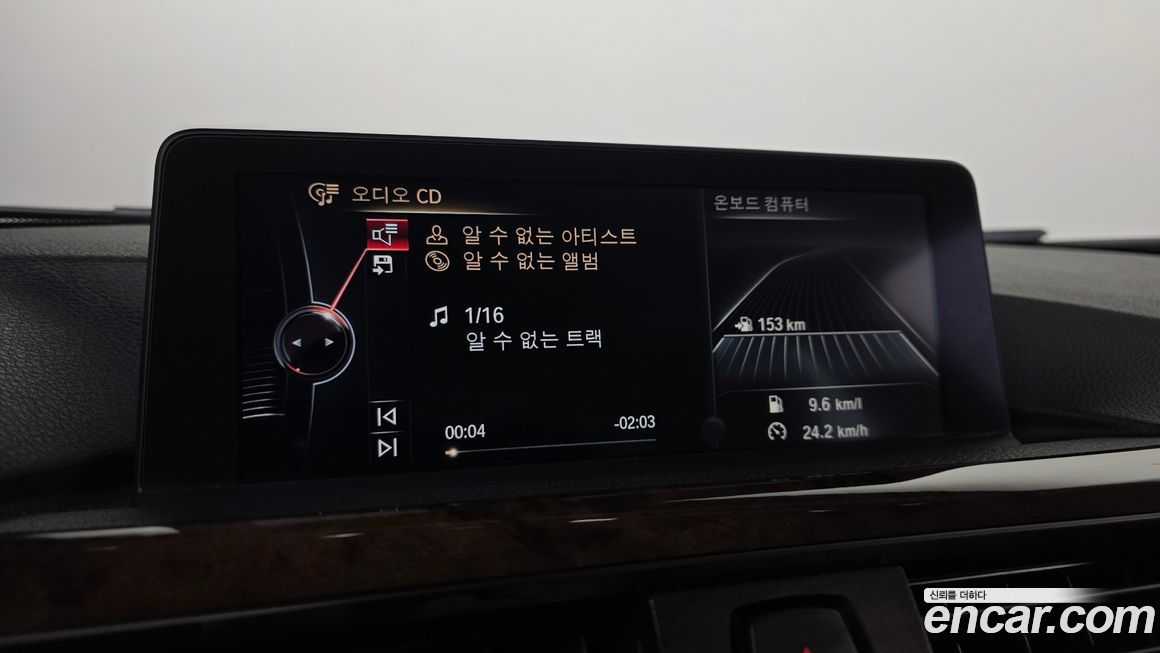 오디오 CD
알 수 없는 아티스트
알 수 없는 앨범
1/16
알 수 없는 트랙
00:04
-02:03
온보드 컴퓨터
153 km
9.6 km/l
24.2 km/h
신뢰를 더하다
encar.com